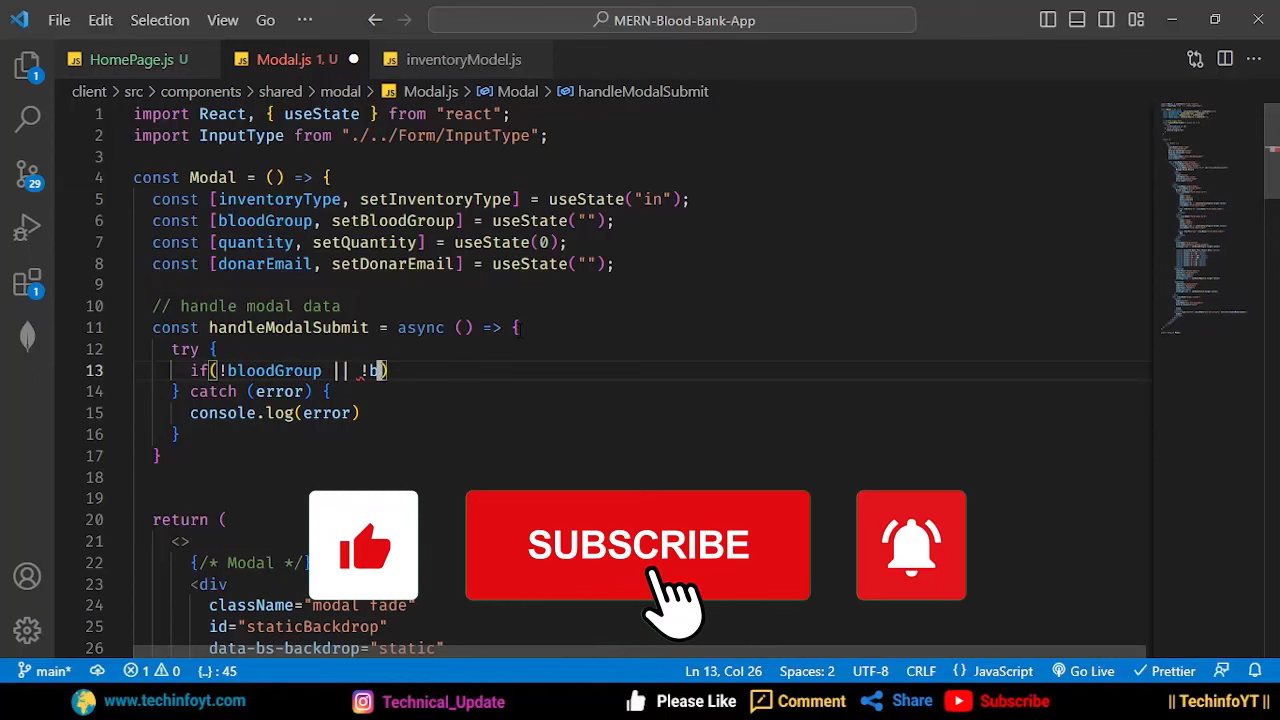 File Edit Selection View Go ··· MERN-Blood-Bank-App
JS HomePage.js U JS Modal.js 1, U JS inventoryModel.js
client > src > components > shared > modal > JS Modal.js > Modal > handleModalSubmit
1 import React, { useState } from "react";
2 import InputType from "./../Form/InputType";
3
4 const Modal = () => {
5 const [inventoryType, setInventoryType] = useState("in");
6 const [bloodGroup, setBloodGroup] = useState("");
7 const [quantity, setQuantity] = useState(0);
8 const [donarEmail, setDonarEmail] = useState("");
9
10 // handle modal data
11 const handleModalSubmit = async () => {
12 try {
13 if(!bloodGroup || !b)
14 } catch (error) {
15 console.log(error)
16 }
17 }
18
19
20 return (
21 <>
22 {/* Modal */}
23 <div
24 className="modal fade"
25 id="staticBackdrop"
26 data-bs-backdrop="static"
1
29
1
SUBSCRIBE
main* 1 0 {..} : 45 Ln 13, Col 26 Spaces: 2 UTF-8 CRLF {} JavaScript Go Live Prettier
www.techinfoyt.com Technical_Update Please Like Comment Share Subscribe || TechinfoYT ||